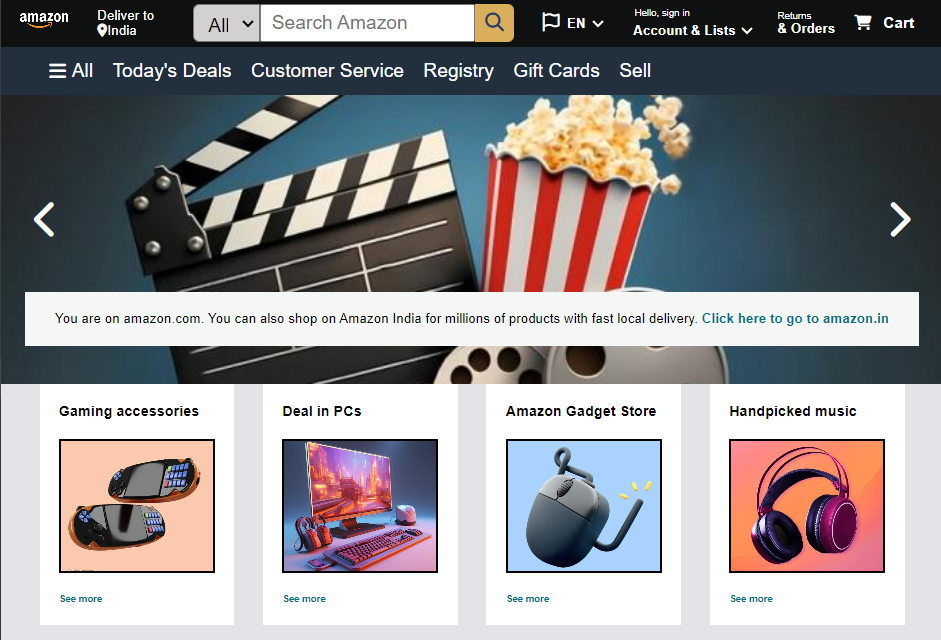 amazon
Deliver to
India
All
Search Amazon
EN
Hello, sign in
Account & Lists
Returns
& Orders
Cart
All Today's Deals Customer Service Registry Gift Cards Sell
You are on amazon.com. You can also shop on Amazon India for millions of products with fast local delivery. Click here to go to amazon.in
Gaming accessories
Deal in PCs
Amazon Gadget Store
Handpicked music
See more
See more
See more
See more